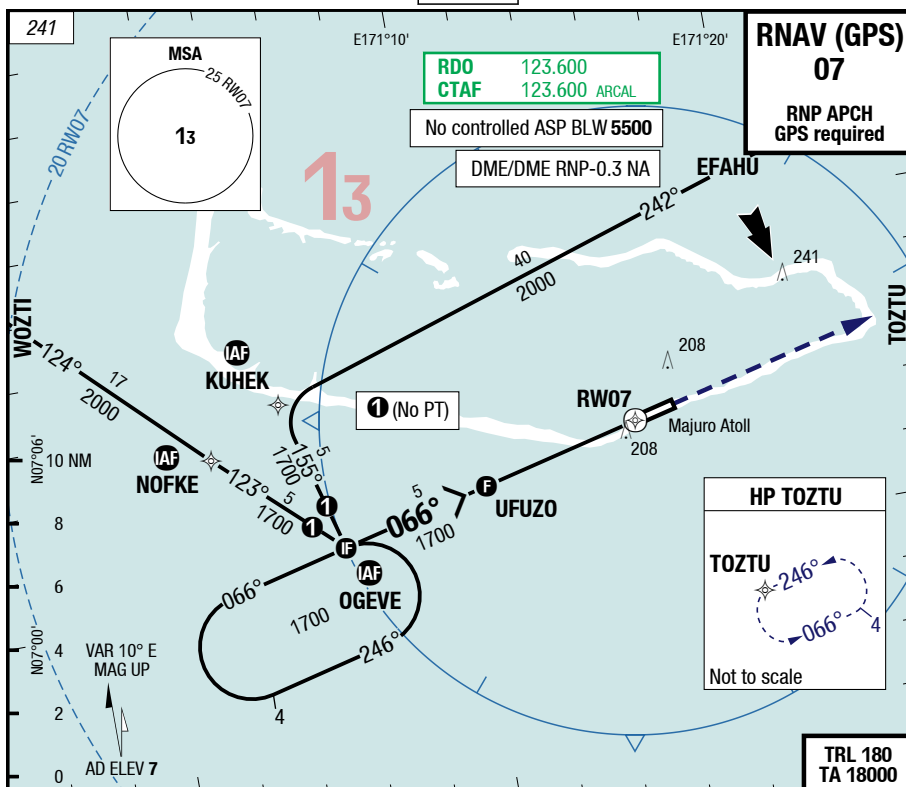 241
MSA
25 RW07
13
20 RW07
E171°10'
E171°20'
RDO 123.600
CTAF 123.600 ARCAL
No controlled ASP BLW 5500
DME/DME RNP-0.3 NA
RNAV (GPS)
07
RNP APCH
GPS required
13
EFAHU
242°
40
2000
241
WOZTI
TOZTU
124°
17
2000
IAF
KUHEK
208
1 (No PT)
RW07
Majuro Atoll
208
155°
5
1700
N07°06'
10 NM
IAF
NOFKE
123°
5
1700
1
1
066°
5
1700
F
UFUZO
HP TOZTU
TOZTU
246°
066°
4
Not to scale
8
IF
IAF
OGEVE
6
066°
1700
246°
4
N07°00'
4
VAR 10° E
MAG UP
2
AD ELEV 7
0
TRL 180
TA 18000